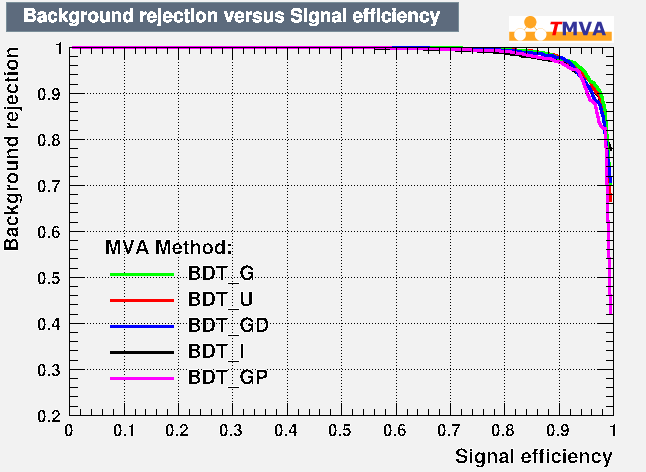 Background rejection versus Signal efficiency
TMVA
Background rejection
1
0.9
0.8
0.7
0.6
0.5
0.4
0.3
0.2
MVA Method:
BDT_G
BDT_U
BDT_GD
BDT_I
BDT_GP
0 0.1 0.2 0.3 0.4 0.5 0.6 0.7 0.8 0.9 1
Signal efficiency